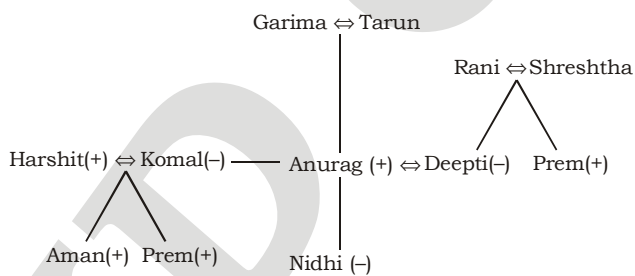 Garima ⇔ Tarun
Rani ⇔ Shreshtha
Harshit(+) ⇔ Komal(–) Anurag (+) ⇔ Deepti(–) Prem(+)
Aman(+) Prem(+) Nidhi (–)